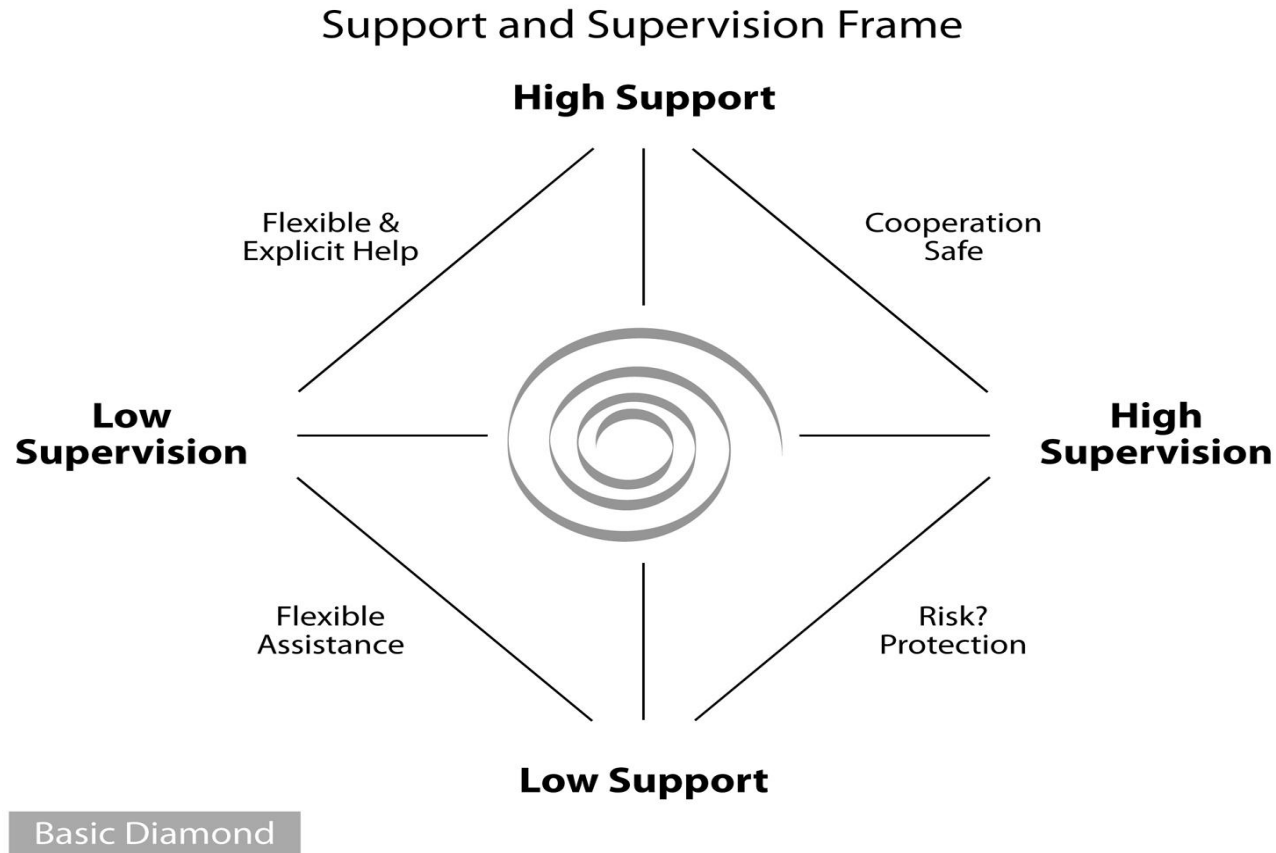 Support and Supervision Frame
High Support
Flexible &
Explicit Help
Cooperation
Safe
Low
Supervision
High
Supervision
Flexible
Assistance
Risk?
Protection
Low Support
Basic Diamond